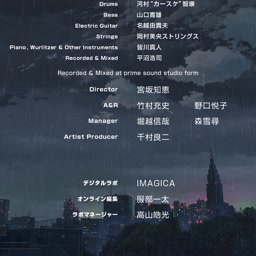 Drums 河村"カースケ"智康
Bass 山口寛雄
Electric Guitar 名越由貴夫
Strings 岡村美央ストリングス
Piano, Wurlitzer & Other Instruments 皆川真人
Recorded & Mixed 平沼浩司
Recorded & Mixed at prime sound studio form
Director 宮坂知恵
A&R 竹村充史 野口悦子
Manager 堀越信哉 森雪尋
Artist Producer 千村良二
デジタルラボ IMAGICA
オンライン編集 服部一太
ラボマネージャー 高山皓光